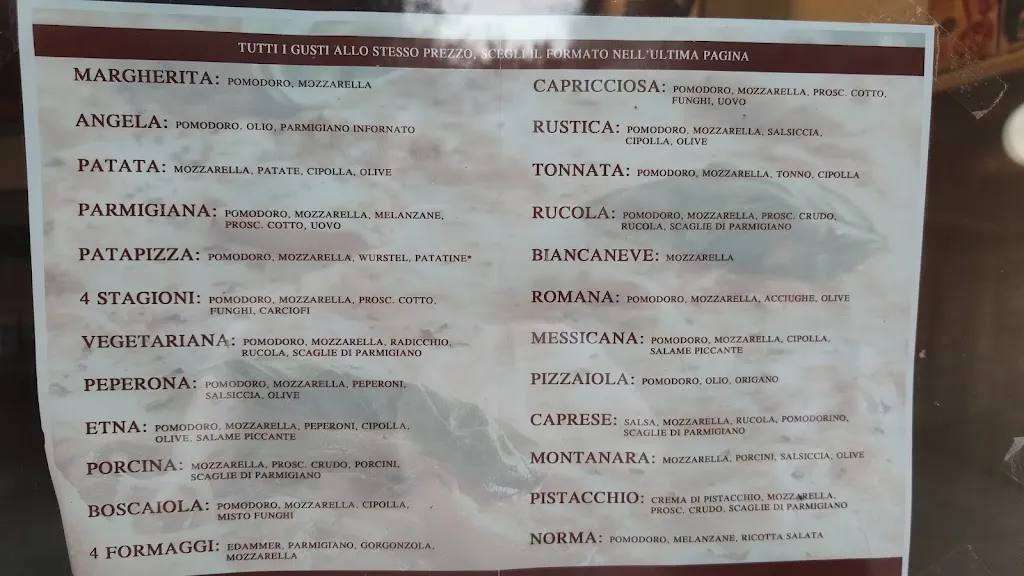 TUTTI I GUSTI ALLO STESSO PREZZO, SCEGLI IL FORMATO NELL'ULTIMA PAGINA
MARGHERITA: POMODORO, MOZZARELLA
ANGELA: POMODORO. OLIO, PARMIGIANO INFORNATO
PATATA: MOZZARELLA, PATATE, CIPOLLA, OLIVE
PARMIGIANA: POMODORO, MOZZARELLA, MELANZANE,
PROSC. COTTO, UOVO
PATAPIZZA: POMODORO, MOZZARELLA, WURSTEL, PATATINE*
4 STAGIONI: POMODORO, MOZZARELLA, PROSC. COTTO,
FUNGHI, CARCIOFI
VEGETARIANA: POMODORO, MOZZARELLA, RADICCHIO,
RUCOLA, SCAGLIE DI PARMIGIANO
PEPERONA: POMODORO, MOZZARELLA, PEPERONI,
SALSICCIA, OLIVE
ETNA: POMODORO, MOZZARELLA, PEPERONI, CIPOLLA,
OLIVE, SALAME PICCANTE
PORCINA: MOZZARELLA, PROSC. CRUDO, PORCINI,
SCAGLIE DI PARMIGIANO
BOSCAIOLA: POMODORO, MOZZARELLA, CIPOLLA,
MISTO FUNGHI
4 FORMAGGI: EDAMMER, PARMIGIANO, GORGONZOLA,
MOZZARELLA
CAPRICCIOSA: POMODORO, MOZZARELLA, PROSC. COTTO,
FUNGHI, UOVO
RUSTICA: POMODORO, MOZZARELLA, SALSICCIA,
CIPOLLA, OLIVE
TONNATA: POMODORO, MOZZARELLA, TONNO, CIPOLLA
RUCOLA: POMODORO, MOZZARELLA, PROSC. CRUDO,
RUCOLA, SCAGLIE DI PARMIGIANO
BIANCANEVE: MOZZARELLA
ROMANA: POMODORO, MOZZARELLA, ACCIUGHE, OLIVE
MESSICANA: POMODORO, MOZZARELLA, CIPOLLA,
SALAME PICCANTE
PIZZAIOLA: POMODORO, OLIO, ORIGANO
CAPRESE: SALSA, MOZZARELLA, RUCOLA, POMODORINO,
SCAGLIE DI PARMIGIANO
MONTANARA: MOZZARELLA, PORCINI, SALSICCIA, OLIVE
PISTACCHIO: CREMA DI PISTACCHIO, MOZZARELLA,
PROSC. CRUDO, SCAGLIE DI PARMIGIANO
NORMA: POMODORO, MELANZANE, RICOTTA SALATA